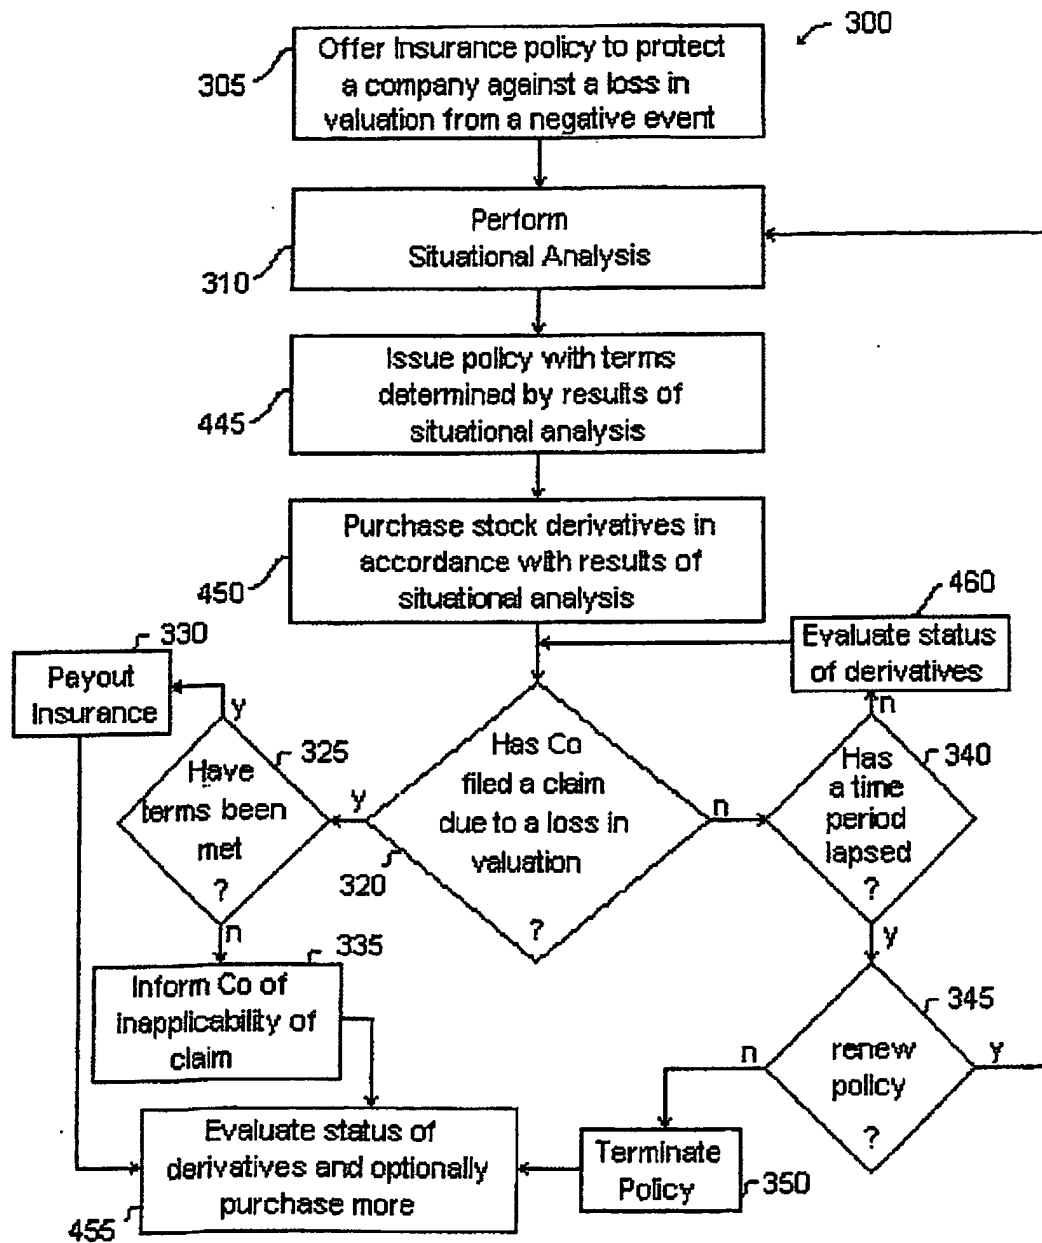 300
305
Offer Insurance policy to protect
a company against a loss in
valuation from a negative event
310
Perform
Situational Analysis
445
Issue policy with terms
determined by results of
situational analysis
450
Purchase stock derivatives in
accordance with results of
situational analysis
460
Evaluate status
of derivatives
330
Payout
Insurance
y
325
Have
terms been
met
?
n
y
320
Has Co
filed a claim
due to a loss in
valuation
?
n
n
340
Has
a time
period
lapsed
?
y
335
Inform Co of
inapplicability of
claim
345
renew
policy
?
n
y
350
Terminate
Policy
455
Evaluate status of
derivatives and optionally
purchase more